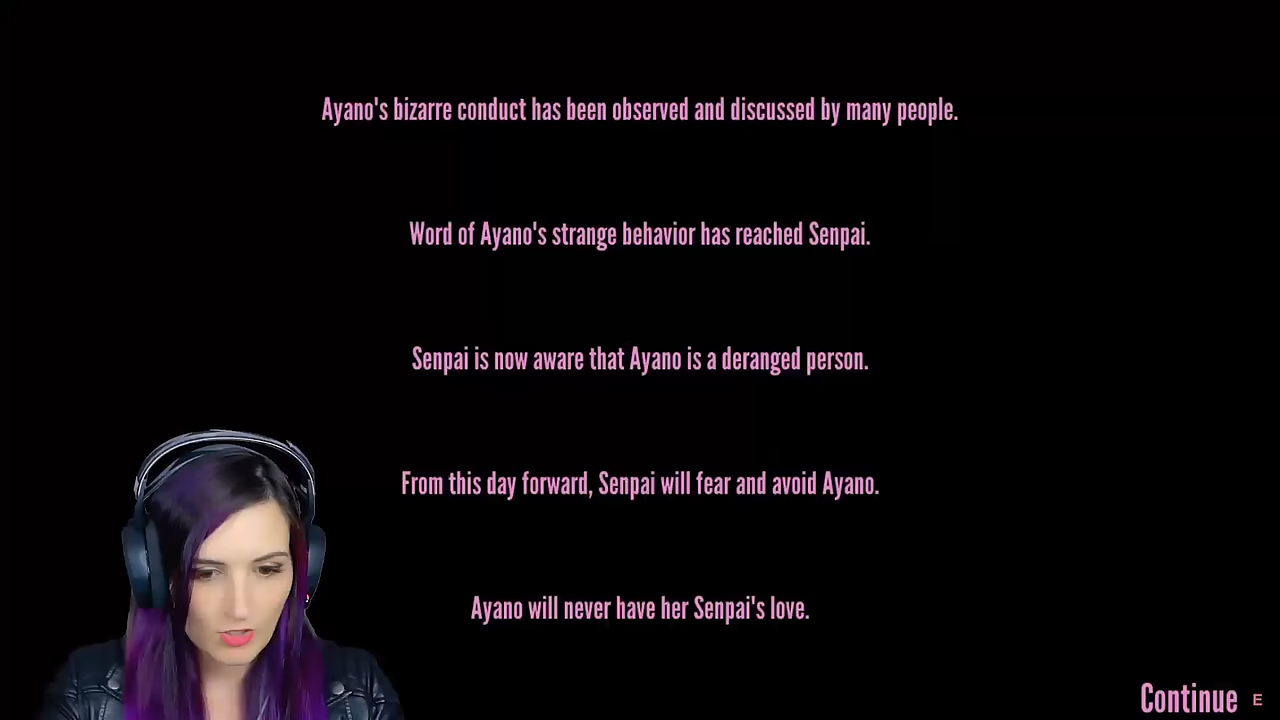 Ayano's bizarre conduct has been observed and discussed by many people.
Word of Ayano's strange behavior has reached Senpai.
Senpai is now aware that Ayano is a deranged person.
From this day forward, Senpai will fear and avoid Ayano.
Ayano will never have her Senpai's love.
Continue E